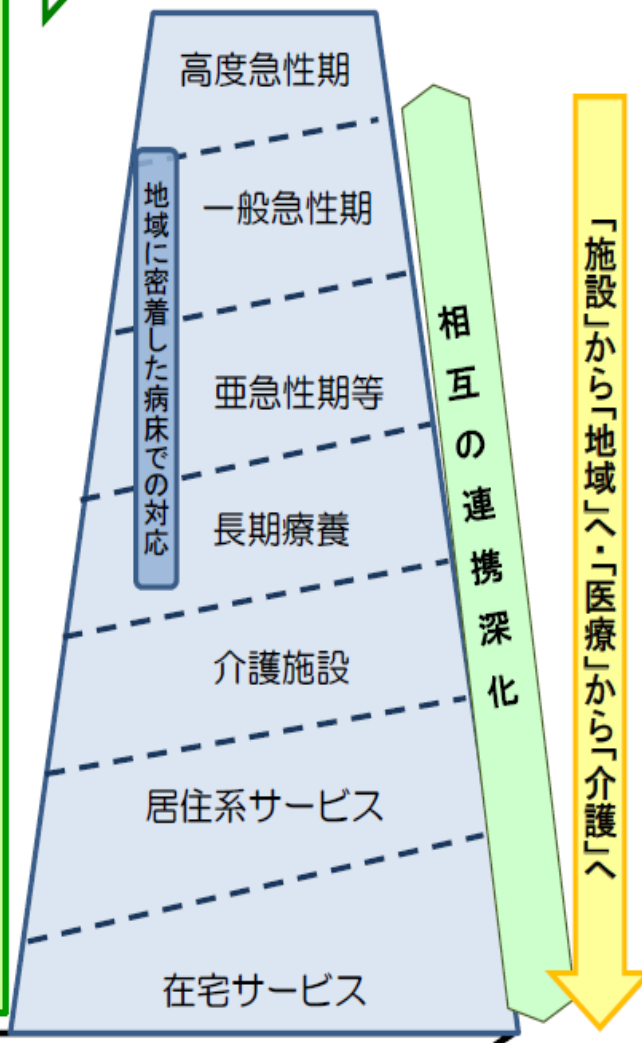 高度急性期
一般急性期
亜急性期等
長期療養
介護施設
居住系サービス
在宅サービス
地域に密着した病床での対応
相互の連携深化
「施設」から「地域」へ・「医療」から「介護」へ